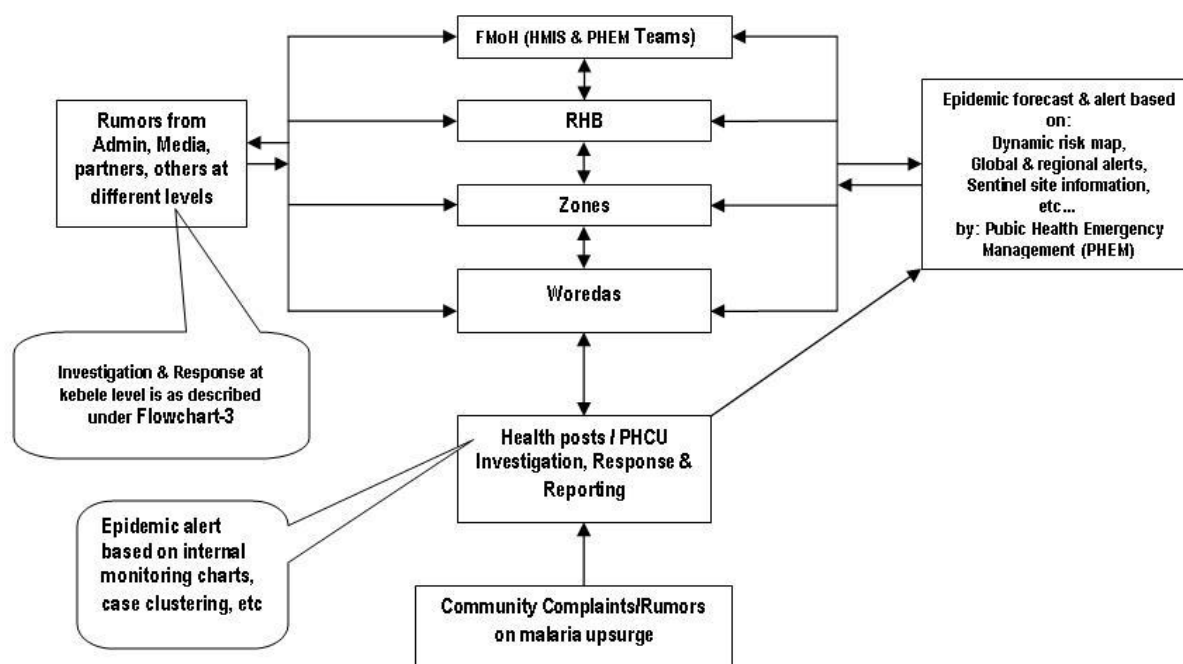 FMoH (HMIS & PHEM Teams)
RHB
Zones
Woredas
Rumors from
Admin, Media,
partners, others at
different levels
Epidemic forecast & alert based
on:
Dynamic risk map,
Global & regional alerts,
Sentinel site information,
etc...
by: Pubic Health Emergency
Management (PHEM)
Investigation & Response at
kebele level is as described
under Flowchart-3
Health posts / PHCU
Investigation, Response &
Reporting
Epidemic alert
based on internal
monitoring charts,
case clustering, etc
Community Complaints/Rumors
on malaria upsurge